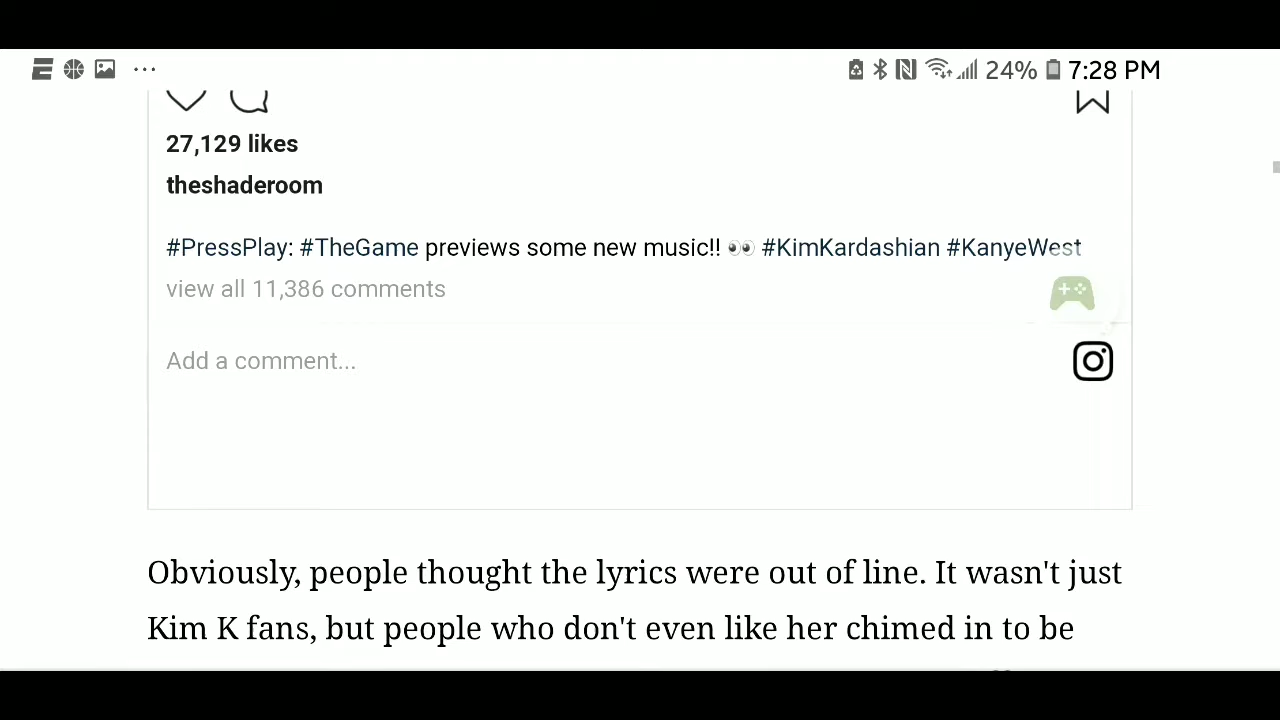 24% 7:28 PM
27,129 likes
theshaderoom
#PressPlay: #TheGame previews some new music!! 👀 #KimKardashian #KanyeWest
view all 11,386 comments
Add a comment...
Obviously, people thought the lyrics were out of line. It wasn't just
Kim K fans, but people who don't even like her chimed in to be